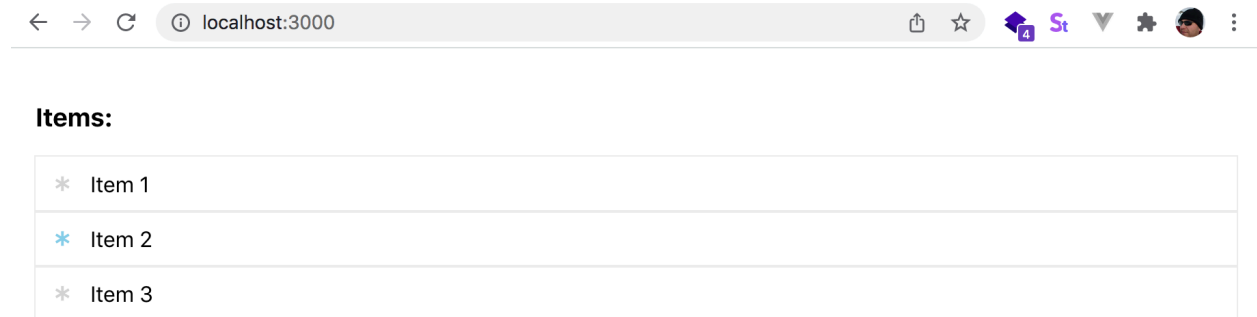 localhost:3000
4
St
Items:
* Item 1
* Item 2
* Item 3